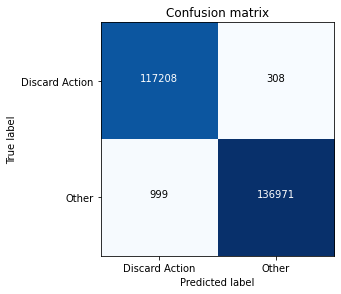 Confusion matrix
True label
Discard Action
117208 308
Other
999 136971
Discard Action Other
Predicted label